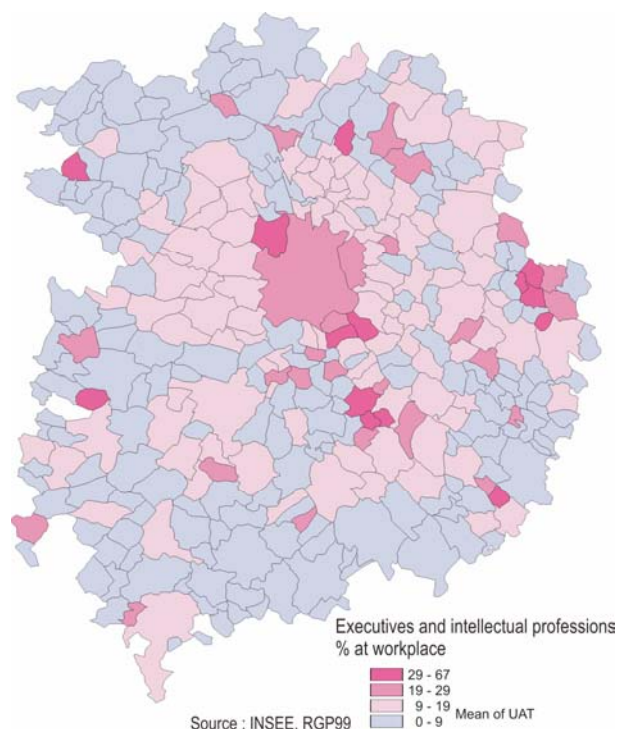 Executives and intellectual professions
% at workplace
29 - 67
19 - 29
9 - 19
Mean of UAT
0 - 9
Source : INSEE, RGP99